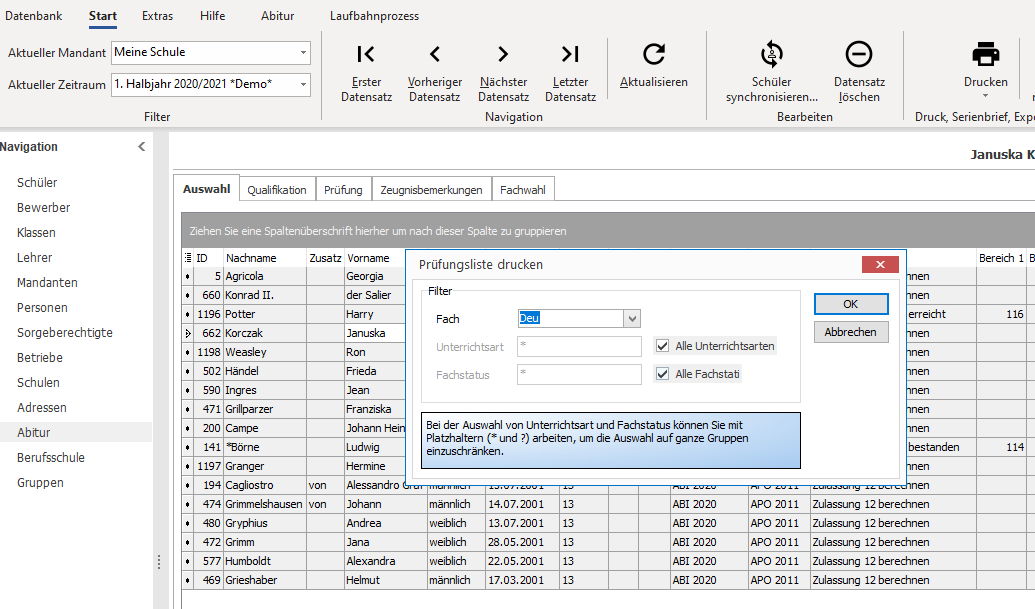 Datenbank Start Extras Hilfe Abitur Laufbahnprozess
Aktueller Mandant Meine Schule
Aktueller Zeitraum 1. Halbjahr 2020/2021 *Demo*
Filter
Erster Datensatz
Vorheriger Datensatz
Nächster Datensatz
Letzter Datensatz
Navigation
Aktualisieren
Schüler synchronisieren...
Datensatz löschen
Bearbeiten
Drucken
Druck, Serienbrief, Exp
Navigation
Schüler
Bewerber
Klassen
Lehrer
Mandanten
Personen
Sorgeberechtigte
Betriebe
Schulen
Adressen
Abitur
Berufsschule
Gruppen
Januska K
Auswahl Qualifikation Prüfung Zeugnisbemerkungen Fachwahl
Ziehen Sie eine Spaltenüberschrift hierher um nach dieser Spalte zu gruppieren
ID Nachname Zusatz Vorname Bereich 1 B
5 Agricola Georgia nnen
660 Konrad II. der Salier nnen
1196 Potter Harry erreicht 116
662 Korczak Januska nnen
1198 Weasley Ron nnen
502 Händel Frieda nnen
590 Ingres Jean nnen
471 Grillparzer Franziska nnen
200 Campe Johann Hein nnen
141 *Börne Ludwig bestanden 114
1197 Granger Hermine nnen
194 Cagliostro von Alessandro Graf männlich 13.07.2001 13 ABI 2020 APO 2011 Zulassung 12 berechnen
474 Grimmelshausen von Johann männlich 14.07.2001 13 ABI 2020 APO 2011 Zulassung 12 berechnen
480 Gryphius Andrea weiblich 12.03.2001 13 ABI 2020 APO 2011 Zulassung 12 berechnen
472 Grimm Jana weiblich 28.05.2001 13 ABI 2020 APO 2011 Zulassung 12 berechnen
577 Humboldt Alexandra weiblich 22.05.2001 13 ABI 2020 APO 2011 Zulassung 12 berechnen
469 Grieshaber Helmut männlich 17.03.2001 13 ABI 2020 APO 2011 Zulassung 12 berechnen
Prüfungsliste drucken
Filter
Fach Deu
Unterrichtsart * Alle Unterrichtsarten
Fachstatus * Alle Fachstati
OK
Abbrechen
Bei der Auswahl von Unterrichtsart und Fachstatus können Sie mit
Platzhaltern (* und ?) arbeiten, um die Auswahl auf ganze Gruppen
einzuschränken.